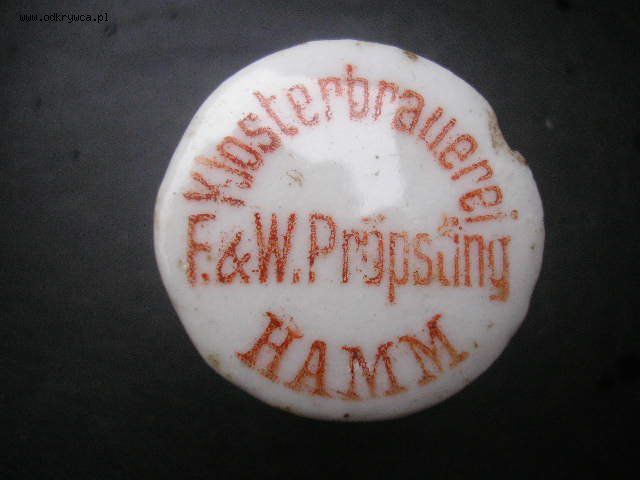 www.odkrywca.pl
Klosterbrauerei
F. & W. Pröpsting
HAMM